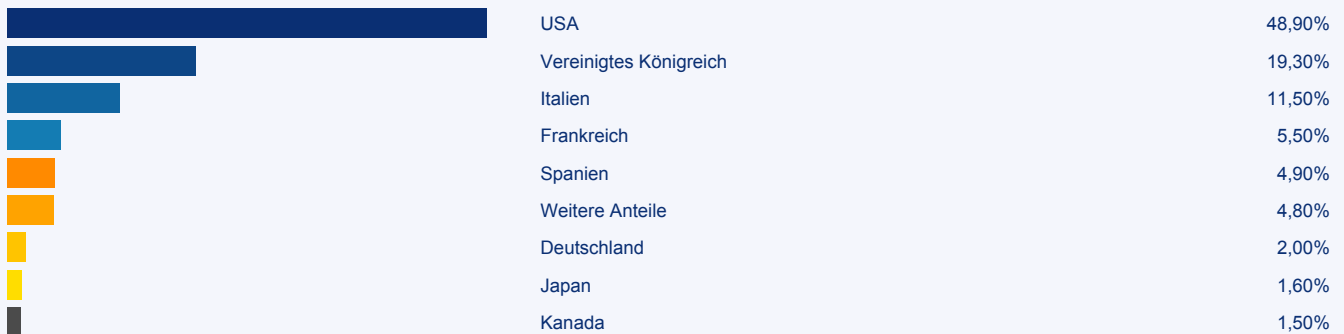 USA 48,90%
Vereinigtes Königreich 19,30%
Italien 11,50%
Frankreich 5,50%
Spanien 4,90%
Weitere Anteile 4,80%
Deutschland 2,00%
Japan 1,60%
Kanada 1,50%